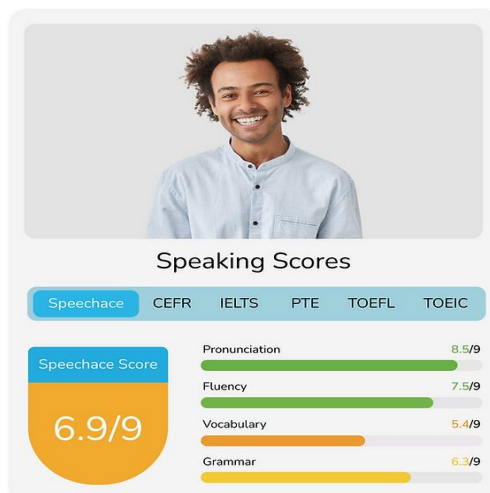 Speaking Scores
Speechace CEFR IELTS PTE TOEFL TOEIC
Speechace Score
6.9/9
Pronunciation 8.5/9
Fluency 7.5/9
Vocabulary 5.4/9
Grammar 6.3/9